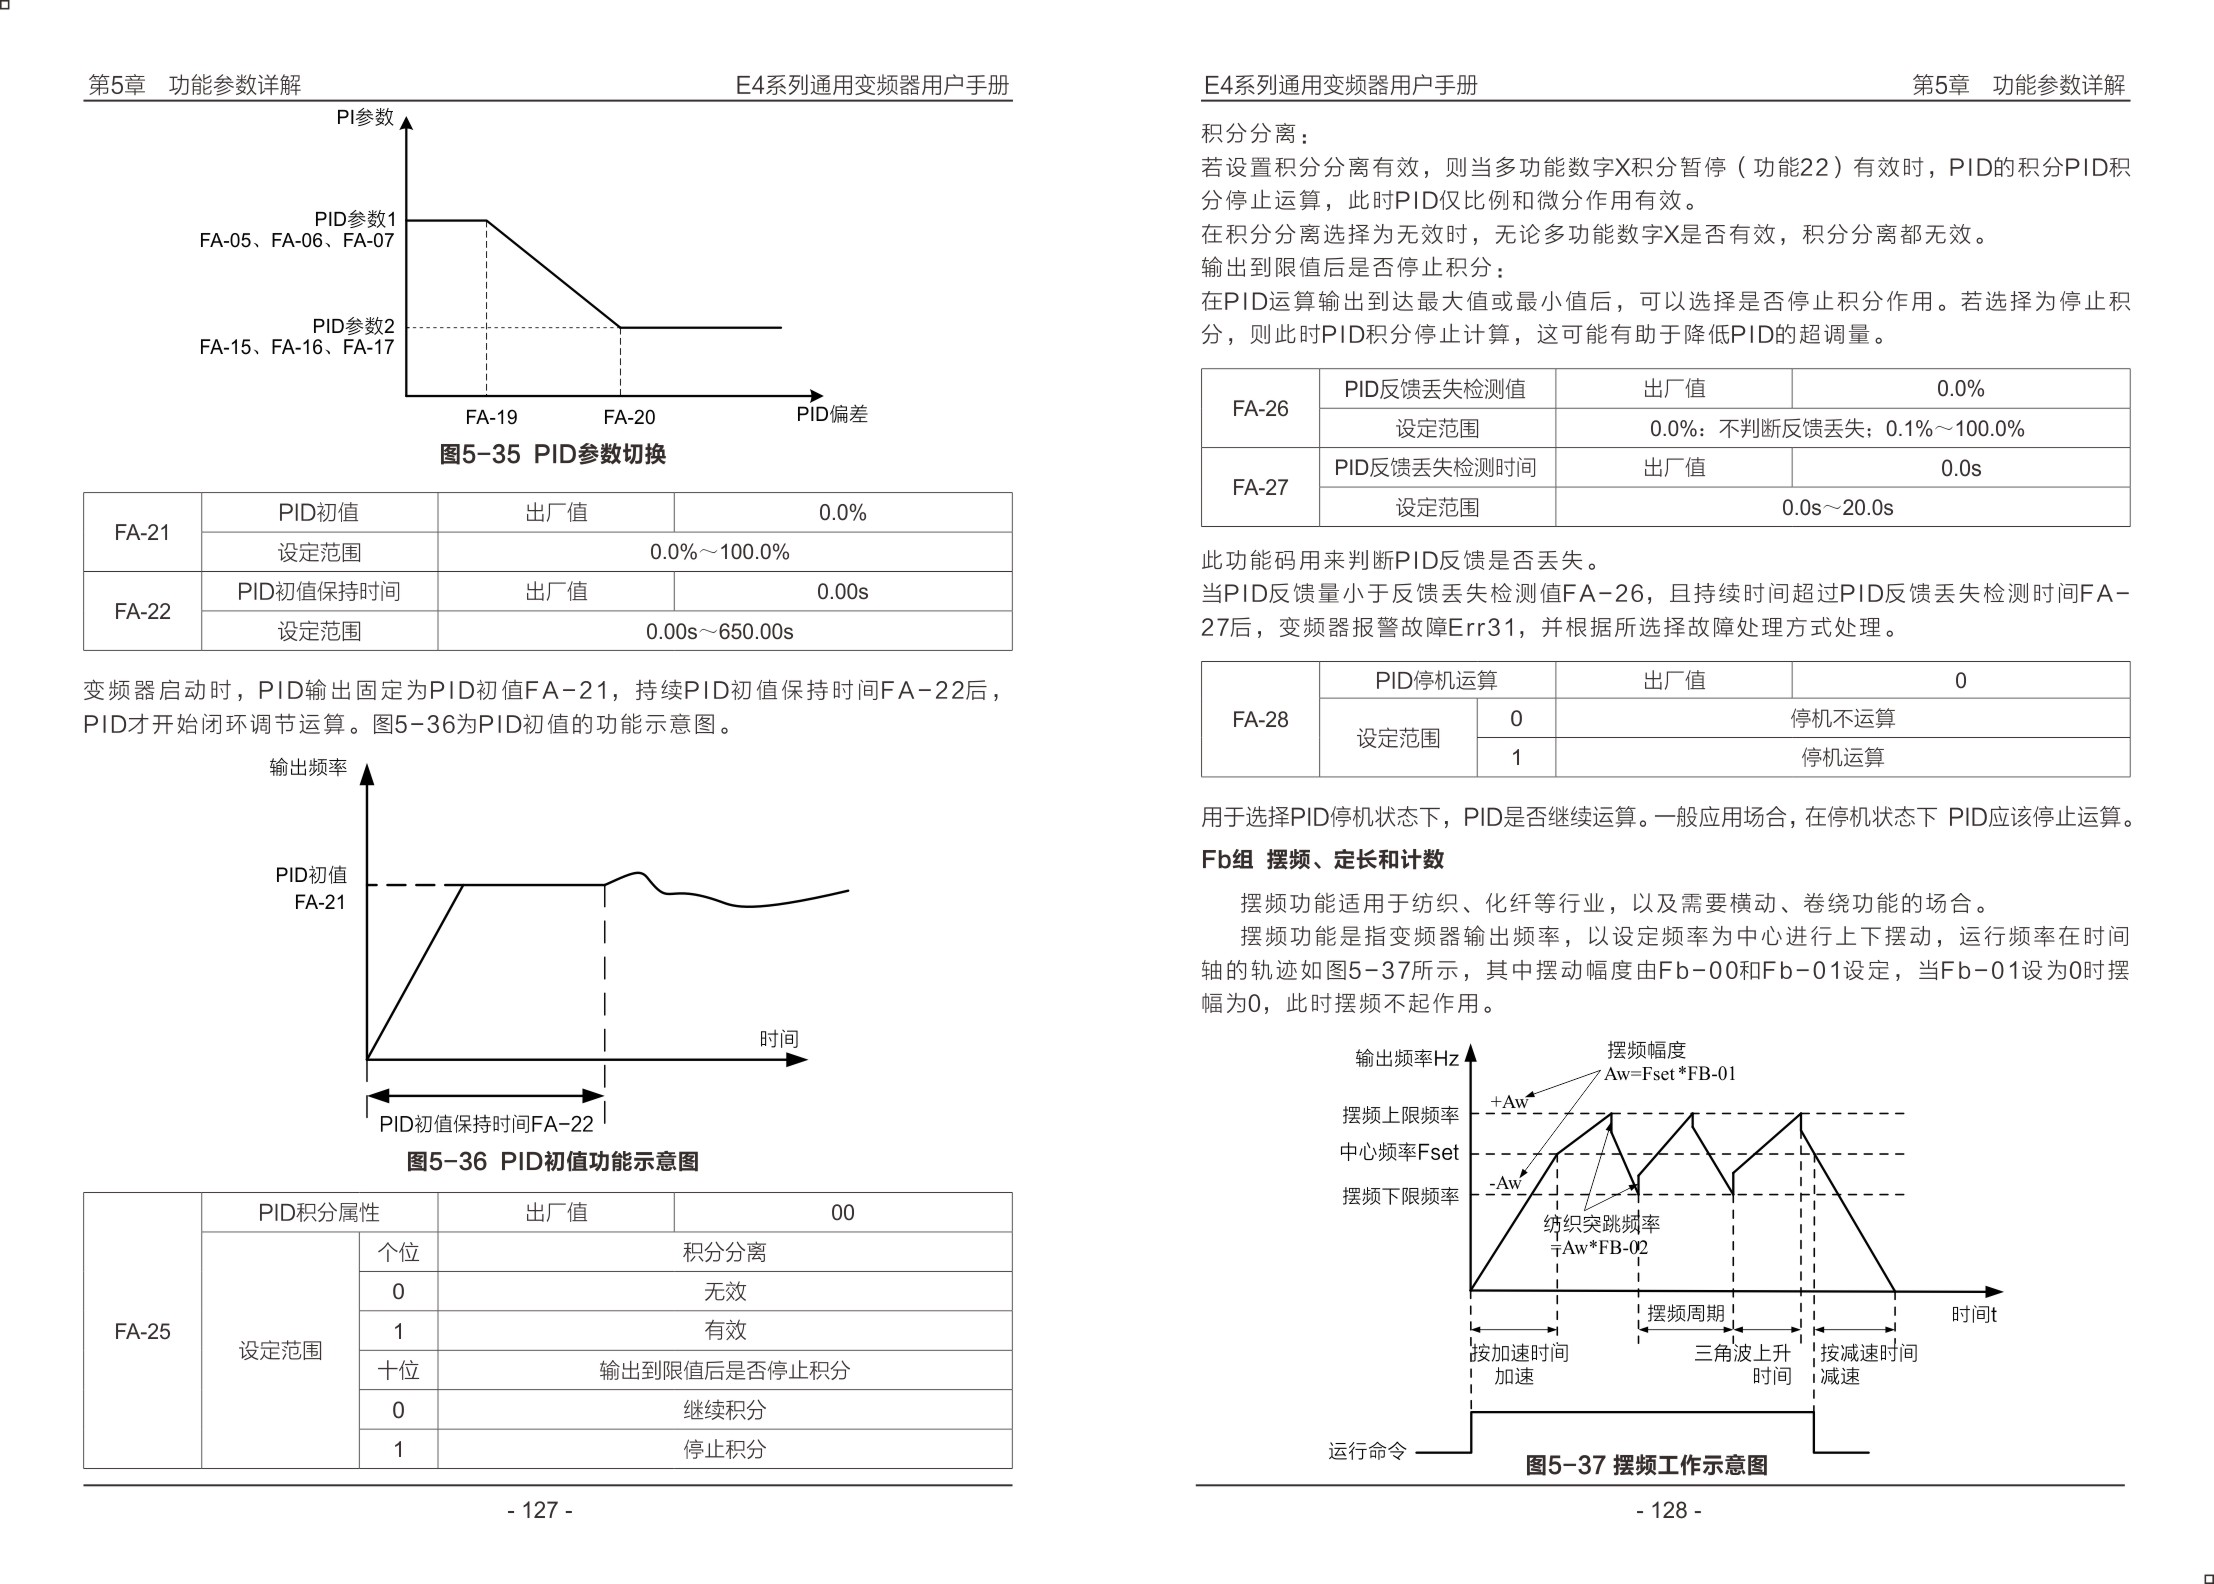 第5章　功能参数详解　E4系列通用变频器用户手册
PI参数
PID参数1
FA-05、FA-06、FA-07
PID参数2
FA-15、FA-16、FA-17
FA-19　FA-20　PID偏差
图5-35 PID参数切换
FA-21　PID初值　出厂值　0.0%
设定范围　0.0%～100.0%
FA-22　PID初值保持时间　出厂值　0.00s
设定范围　0.00s～650.00s
变频器启动时，PID输出固定为PID初值FA-21，持续PID初值保持时间FA-22后，
PID才开始闭环调节运算。图5-36为PID初值的功能示意图。
输出频率
PID初值
FA-21
时间
PID初值保持时间FA-22
图5-36 PID初值功能示意图
FA-25　PID积分属性　出厂值　00
设定范围　个位　积分分离
0　无效
1　有效
十位　输出到限值后是否停止积分
0　继续积分
1　停止积分
- 127 -
E4系列通用变频器用户手册　第5章　功能参数详解
积分分离：
若设置积分分离有效，则当多功能数字X积分暂停（功能22）有效时，PID的积分PID积
分停止运算，此时PID仅比例和微分作用有效。
在积分分离选择为无效时，无论多功能数字X是否有效，积分分离都无效。
输出到限值后是否停止积分：
在PID运算输出到达最大值或最小值后，可以选择是否停止积分作用。若选择为停止积
分，则此时PID积分停止计算，这可能有助于降低PID的超调量。
FA-26　PID反馈丢失检测值　出厂值　0.0%
设定范围　0.0%：不判断反馈丢失；0.1%～100.0%
FA-27　PID反馈丢失检测时间　出厂值　0.0s
设定范围　0.0s～20.0s
此功能码用来判断PID反馈是否丢失。
当PID反馈量小于反馈丢失检测值FA-26，且持续时间超过PID反馈丢失检测时间FA-
27后，变频器报警故障Err31，并根据所选择故障处理方式处理。
FA-28　PID停机运算　出厂值　0
设定范围　0　停机不运算
1　停机运算
用于选择PID停机状态下，PID是否继续运算。一般应用场合，在停机状态下 PID应该停止运算。
Fb组 摆频、定长和计数
摆频功能适用于纺织、化纤等行业，以及需要横动、卷绕功能的场合。
摆频功能是指变频器输出频率，以设定频率为中心进行上下摆动，运行频率在时间
轴的轨迹如图5-37所示，其中摆动幅度由Fb-00和Fb-01设定，当Fb-01设为0时摆
幅为0，此时摆频不起作用。
输出频率Hz　摆频幅度
Aw=Fset*FB-01
+Aw
摆频上限频率
中心频率Fset
-Aw
摆频下限频率
纺织突跳频率
=Aw*FB-02
摆频周期
时间t
按加速时间　三角波上升　按减速时间
加速　时间　减速
运行命令
图5-37 摆频工作示意图
- 128 -